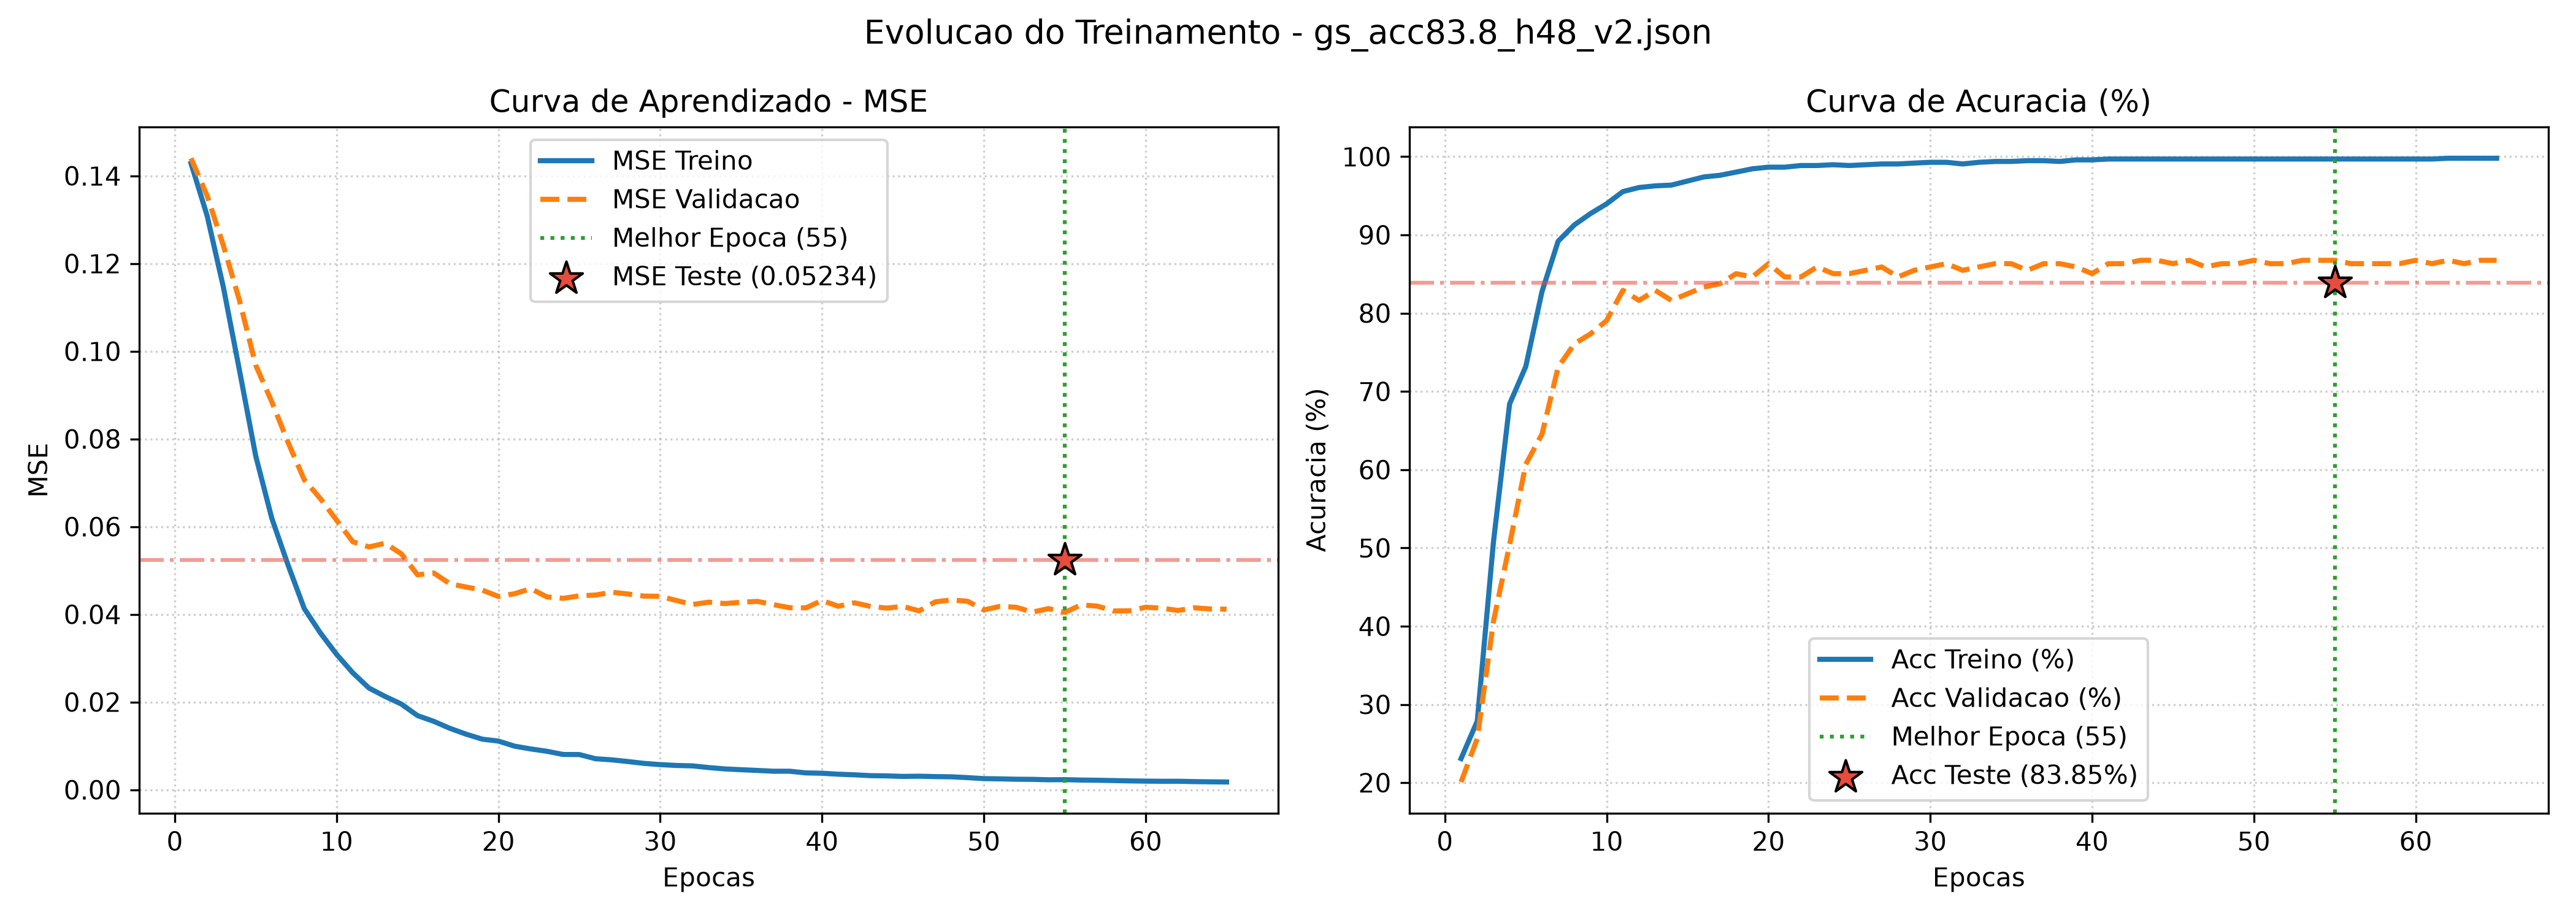 Evolucao do Treinamento - gs_acc83.8_h48_v2.json
Curva de Aprendizado - MSE
MSE Treino
MSE Validacao
Melhor Epoca (55)
MSE Teste (0.05234)
MSE
0.14
0.12
0.10
0.08
0.06
0.04
0.02
0.00
0 10 20 30 40 50 60
Epocas
Curva de Acuracia (%)
Acuracia (%)
100
90
80
70
60
50
40
30
20
Acc Treino (%)
Acc Validacao (%)
Melhor Epoca (55)
Acc Teste (83.85%)
0 10 20 30 40 50 60
Epocas